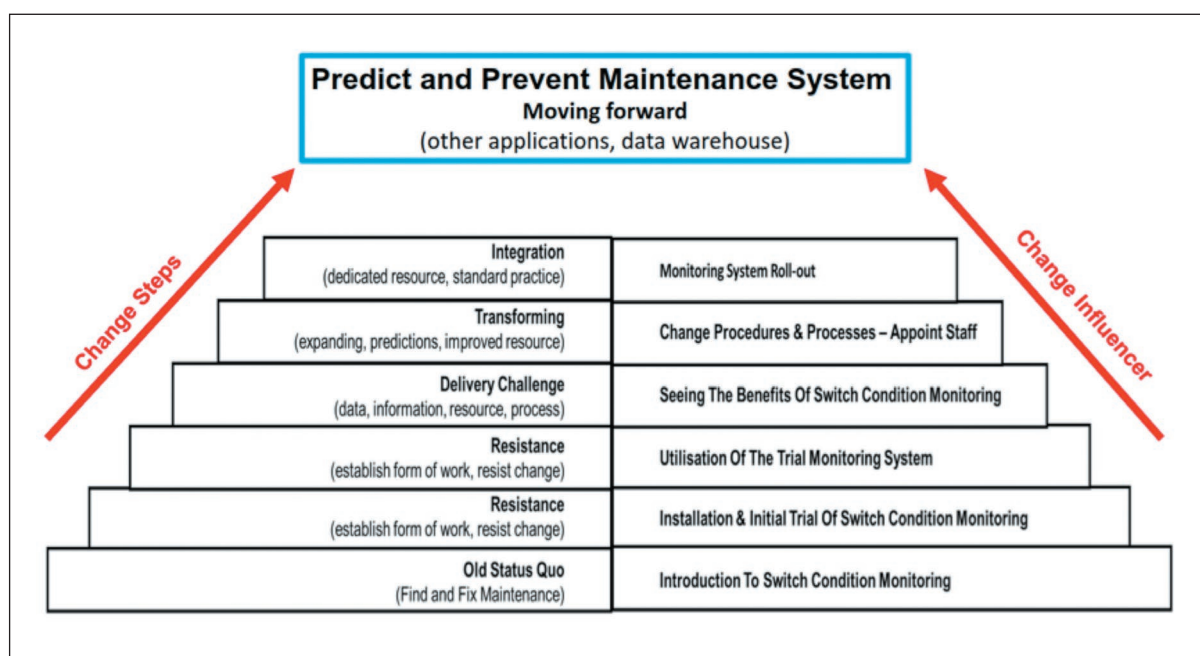 Predict and Prevent Maintenance System
Moving forward
(other applications, data warehouse)
Change Steps
Change Influencer
Integration
(dedicated resource, standard practice)
Monitoring System Roll-out
Transforming
(expanding, predictions, improved resource)
Change Procedures & Processes – Appoint Staff
Delivery Challenge
(data, information, resource, process)
Seeing The Benefits Of Switch Condition Monitoring
Resistance
(establish form of work, resist change)
Utilisation Of The Trial Monitoring System
Resistance
(establish form of work, resist change)
Installation & Initial Trial Of Switch Condition Monitoring
Old Status Quo
(Find and Fix Maintenance)
Introduction To Switch Condition Monitoring